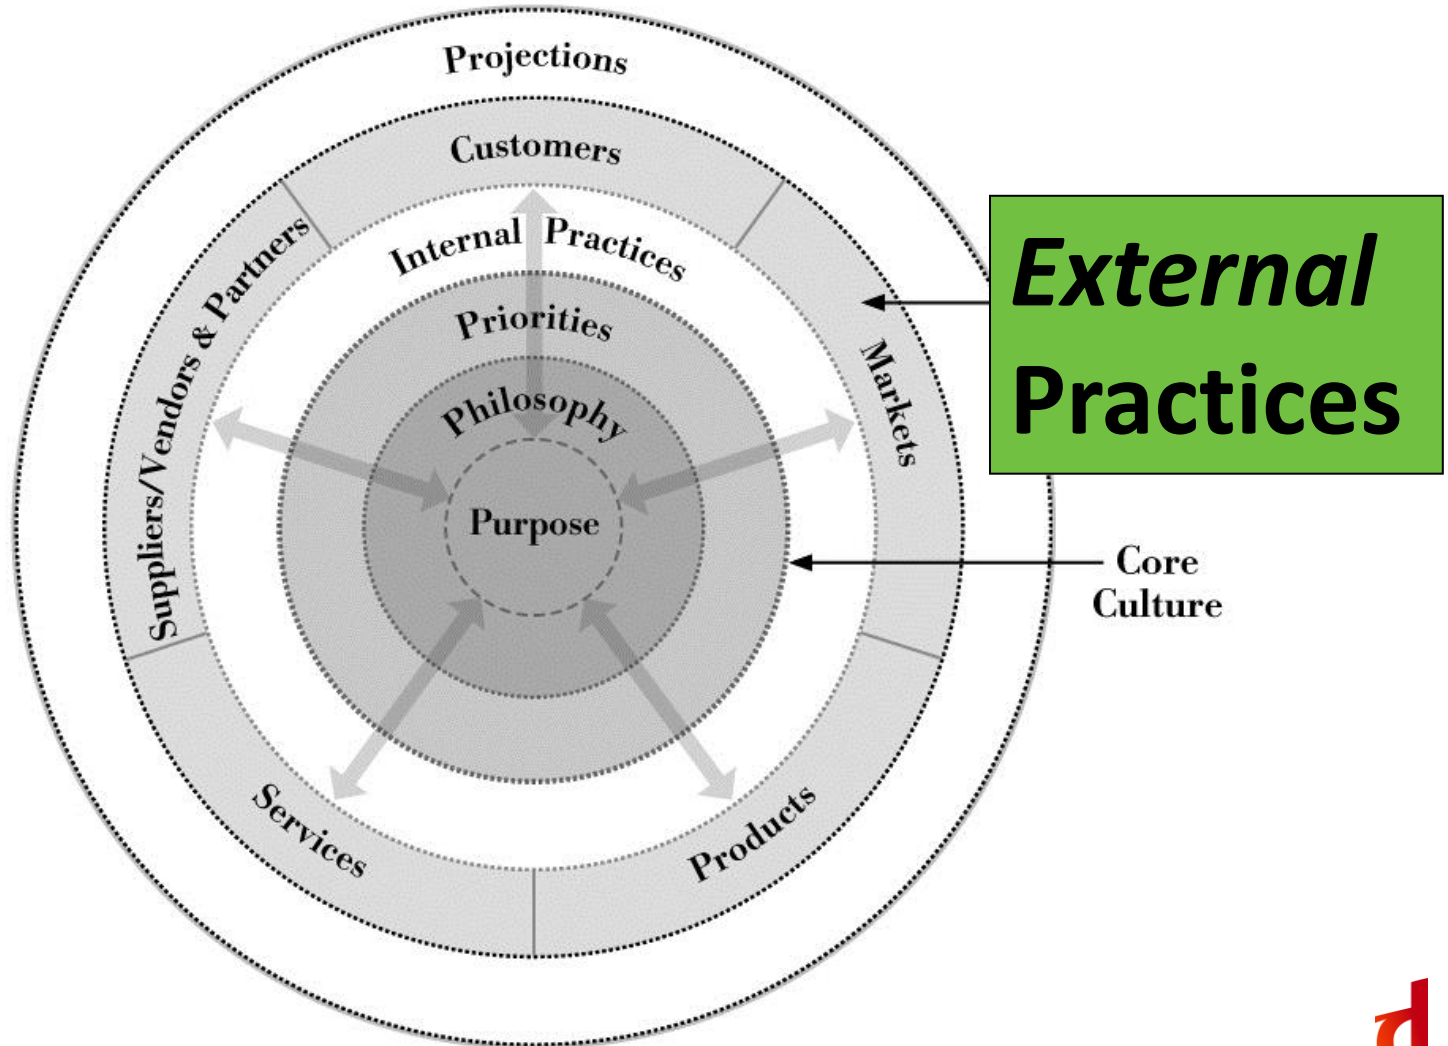 Projections
Customers
Internal Practices
Priorities
Philosophy
Purpose
Suppliers/Vendors & Partners
Markets
Services
Products
External
Practices
Core
Culture